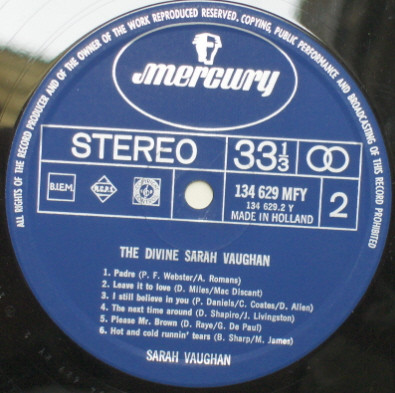 ALL RIGHTS OF THE RECORD PRODUCER AND OF THE OWNER OF THE WORK REPRODUCED RESERVED. COPYING, PUBLIC PERFORMANCE AND BROADCASTING OF THIS RECORD PROHIBITED
mercury
STEREO 33 1/3
B.I.E.M. 134 629 MFY 2
134 629.2 Y
MADE IN HOLLAND
THE DIVINE SARAH VAUGHAN
1. Padre (P. F. Webster/A. Romans)
2. Leave it to love (D. Miles/Mac Discant)
3. I still believe in you (P. Daniels/C. Coates/D. Allen)
4. The next time around (D. Shapiro/J. Livingston)
5. Please Mr. Brown (D. Raye/G. De Paul)
6. Hot and cold runnin' tears (B. Sharp/M. James)
SARAH VAUGHAN